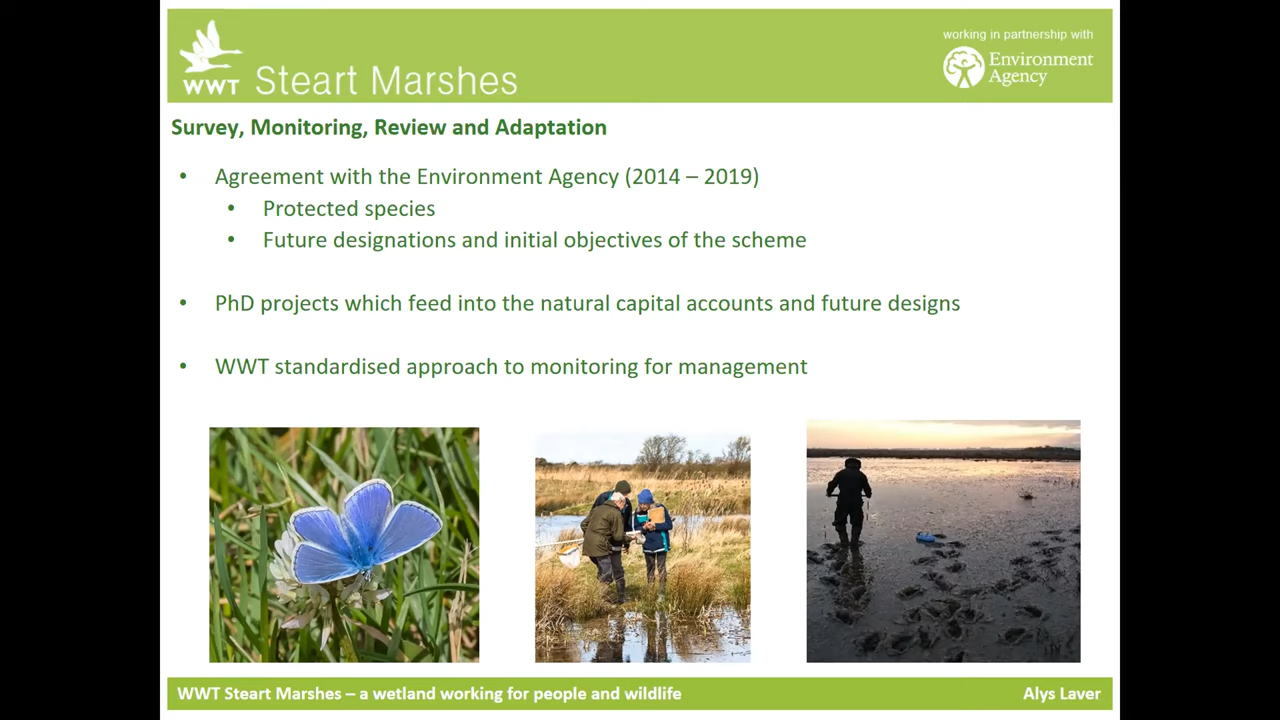 WWT Steart Marshes
working in partnership with
Environment
Agency
Survey, Monitoring, Review and Adaptation
• Agreement with the Environment Agency (2014 – 2019)
• Protected species
• Future designations and initial objectives of the scheme
• PhD projects which feed into the natural capital accounts and future designs
• WWT standardised approach to monitoring for management
WWT Steart Marshes – a wetland working for people and wildlife
Alys Laver